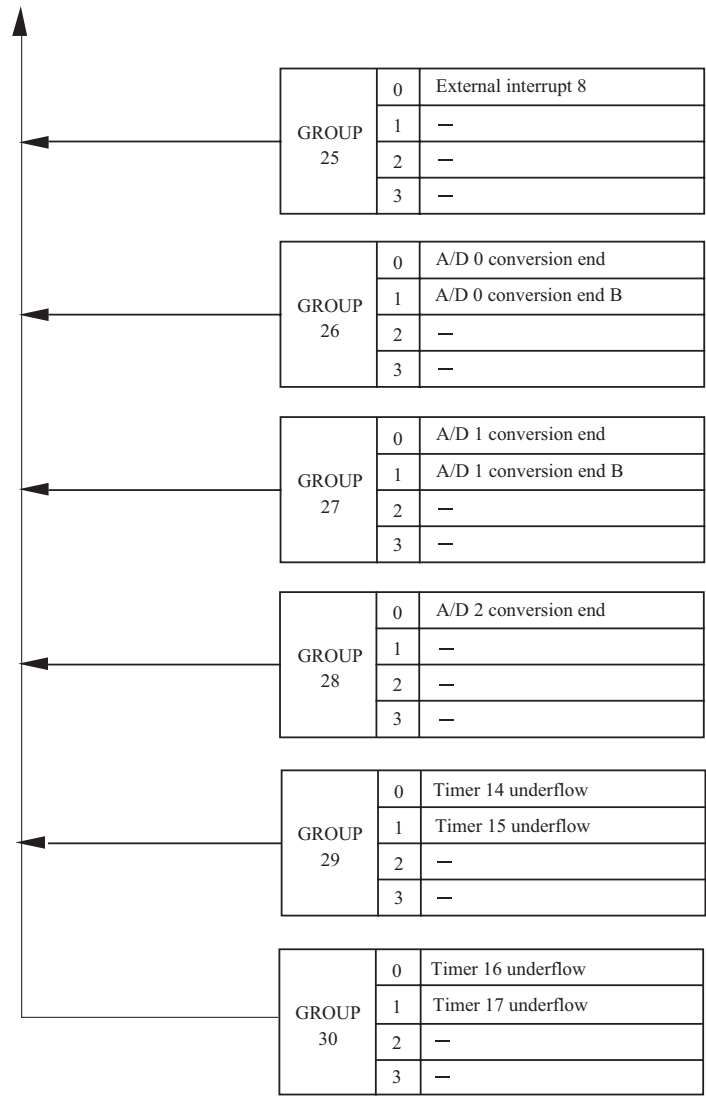 0 External interrupt 8
GROUP 1 —
25 2 —
3 —
0 A/D 0 conversion end
GROUP 1 A/D 0 conversion end B
26 2 —
3 —
0 A/D 1 conversion end
GROUP 1 A/D 1 conversion end B
27 2 —
3 —
0 A/D 2 conversion end
GROUP 1 —
28 2 —
3 —
0 Timer 14 underflow
GROUP 1 Timer 15 underflow
29 2 —
3 —
0 Timer 16 underflow
GROUP 1 Timer 17 underflow
30 2 —
3 —